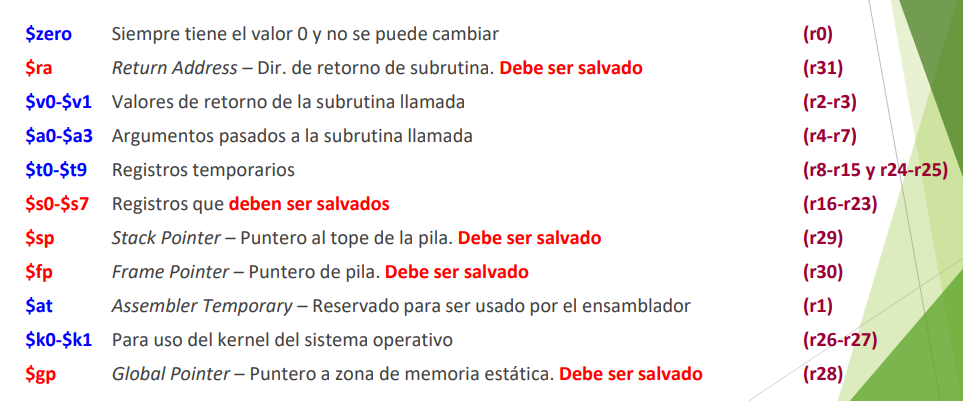 $zero Siempre tiene el valor 0 y no se puede cambiar (r0)
$ra Return Address – Dir. de retorno de subrutina. Debe ser salvado (r31)
$v0-$v1 Valores de retorno de la subrutina llamada (r2-r3)
$a0-$a3 Argumentos pasados a la subrutina llamada (r4-r7)
$t0-$t9 Registros temporarios (r8-r15 y r24-r25)
$s0-$s7 Registros que deben ser salvados (r16-r23)
$sp Stack Pointer – Puntero al tope de la pila. Debe ser salvado (r29)
$fp Frame Pointer – Puntero de pila. Debe ser salvado (r30)
$at Assembler Temporary – Reservado para ser usado por el ensamblador (r1)
$k0-$k1 Para uso del kernel del sistema operativo (r26-r27)
$gp Global Pointer – Puntero a zona de memoria estática. Debe ser salvado (r28)